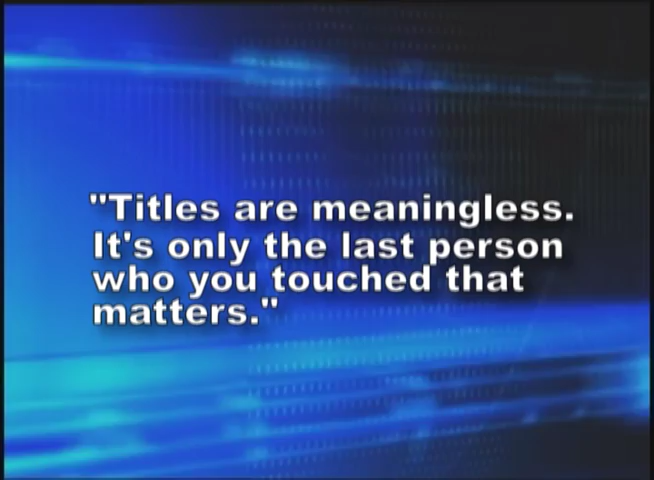 "Titles are meaningless.
It's only the last person
who you touched that
matters."